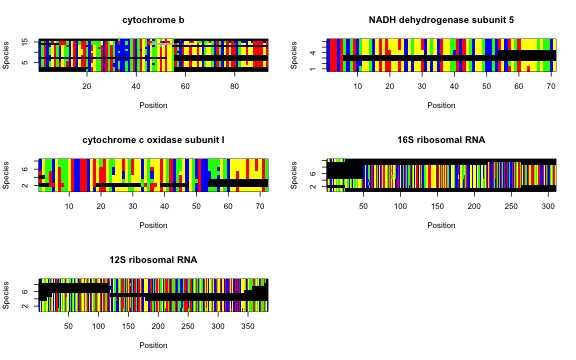 cytochrome b
Species
5 15
20 40 60 80
Position
NADH dehydrogenase subunit 5
Species
1 4
10 20 30 40 50 60 70
Position
cytochrome c oxidase subunit I
Species
2 6
10 20 30 40 50 60 70
Position
16S ribosomal RNA
Species
2 6
50 100 150 200 250 300
Position
12S ribosomal RNA
Species
2 6
50 100 150 200 250 300 350
Position